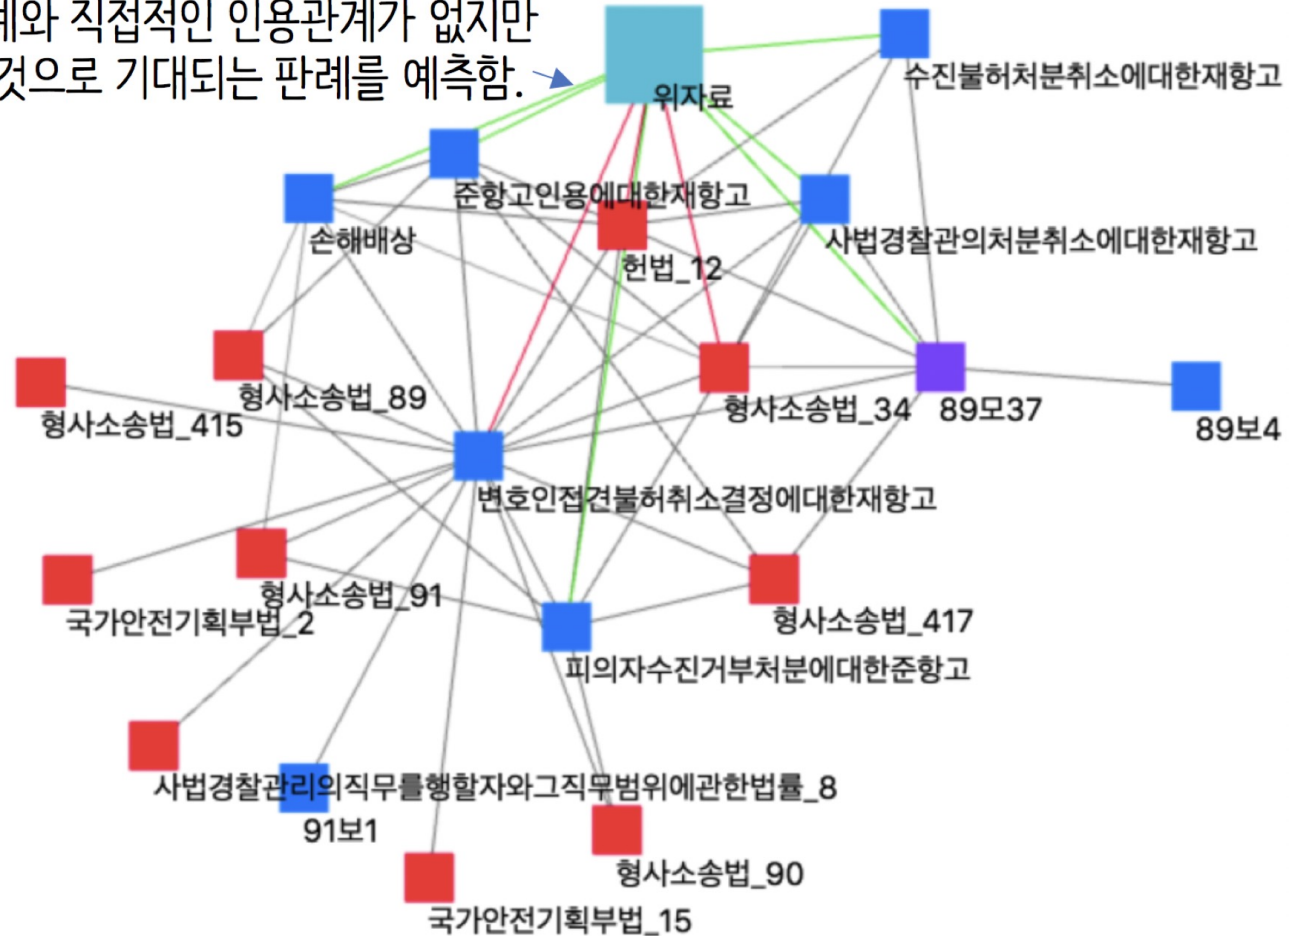 와 직접적인 인용관계가 없지만
것으로 기대되는 판례를 예측함.
위자료
수진불허처분취소에대한재항고
준항고인용에대한재항고
손해배상
사법경찰관의처분취소에대한재항고
헌법_12
형사소송법_89
형사소송법_415
형사소송법_34
89모37
89보4
변호인접견불허취소결정에대한재항고
형사소송법_91
국가안전기획부법_2
형사소송법_417
피의자수진거부처분에대한준항고
사법경찰관리의직무를행할자와그직무범위에관한법률_8
91보1
형사소송법_90
국가안전기획부법_15